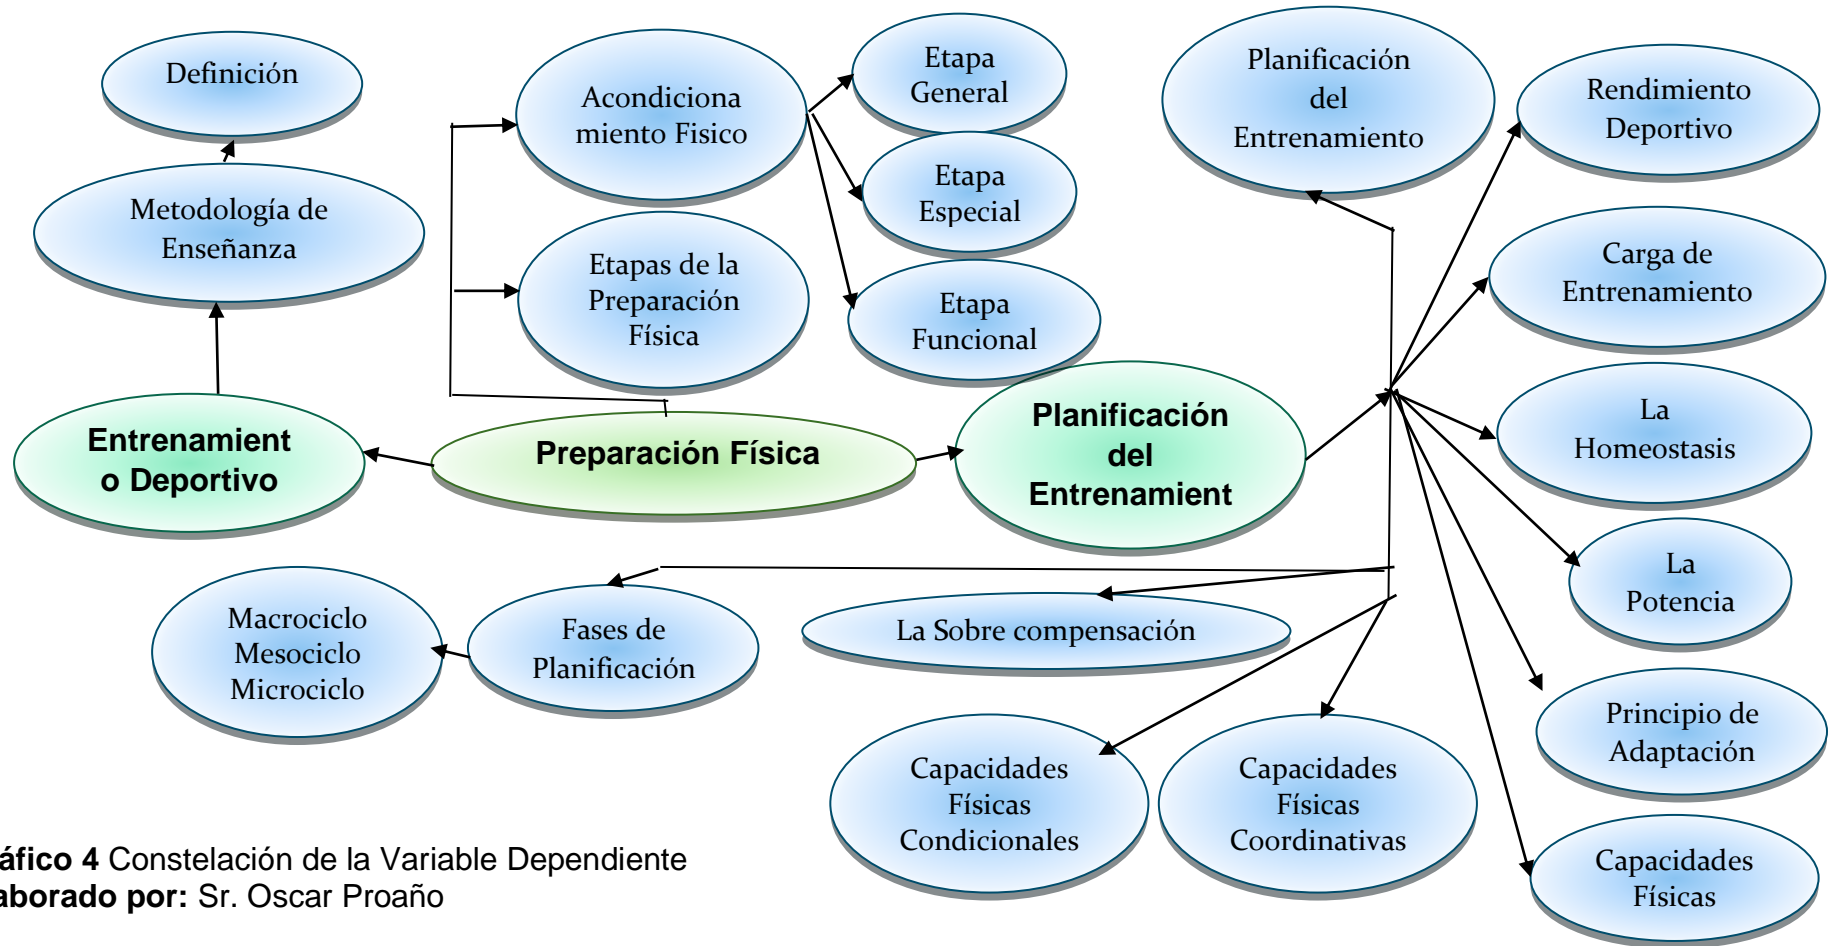 Definición
Metodología de
Enseñanza
Entrenamient
o Deportivo
Acondiciona
miento Fisico
Etapas de la
Preparación
Física
Etapa
General
Etapa
Especial
Etapa
Funcional
Preparación Física
Planificación
del
Entrenamient
Planificación
del
Entrenamiento
Rendimiento
Deportivo
Carga de
Entrenamiento
La
Homeostasis
La
Potencia
Principio de
Adaptación
Capacidades
Físicas
Macrociclo
Mesociclo
Microciclo
Fases de
Planificación
La Sobre compensación
Capacidades
Físicas
Condicionales
Capacidades
Físicas
Coordinativas
áfico 4 Constelación de la Variable Dependiente
aborado por: Sr. Oscar Proaño